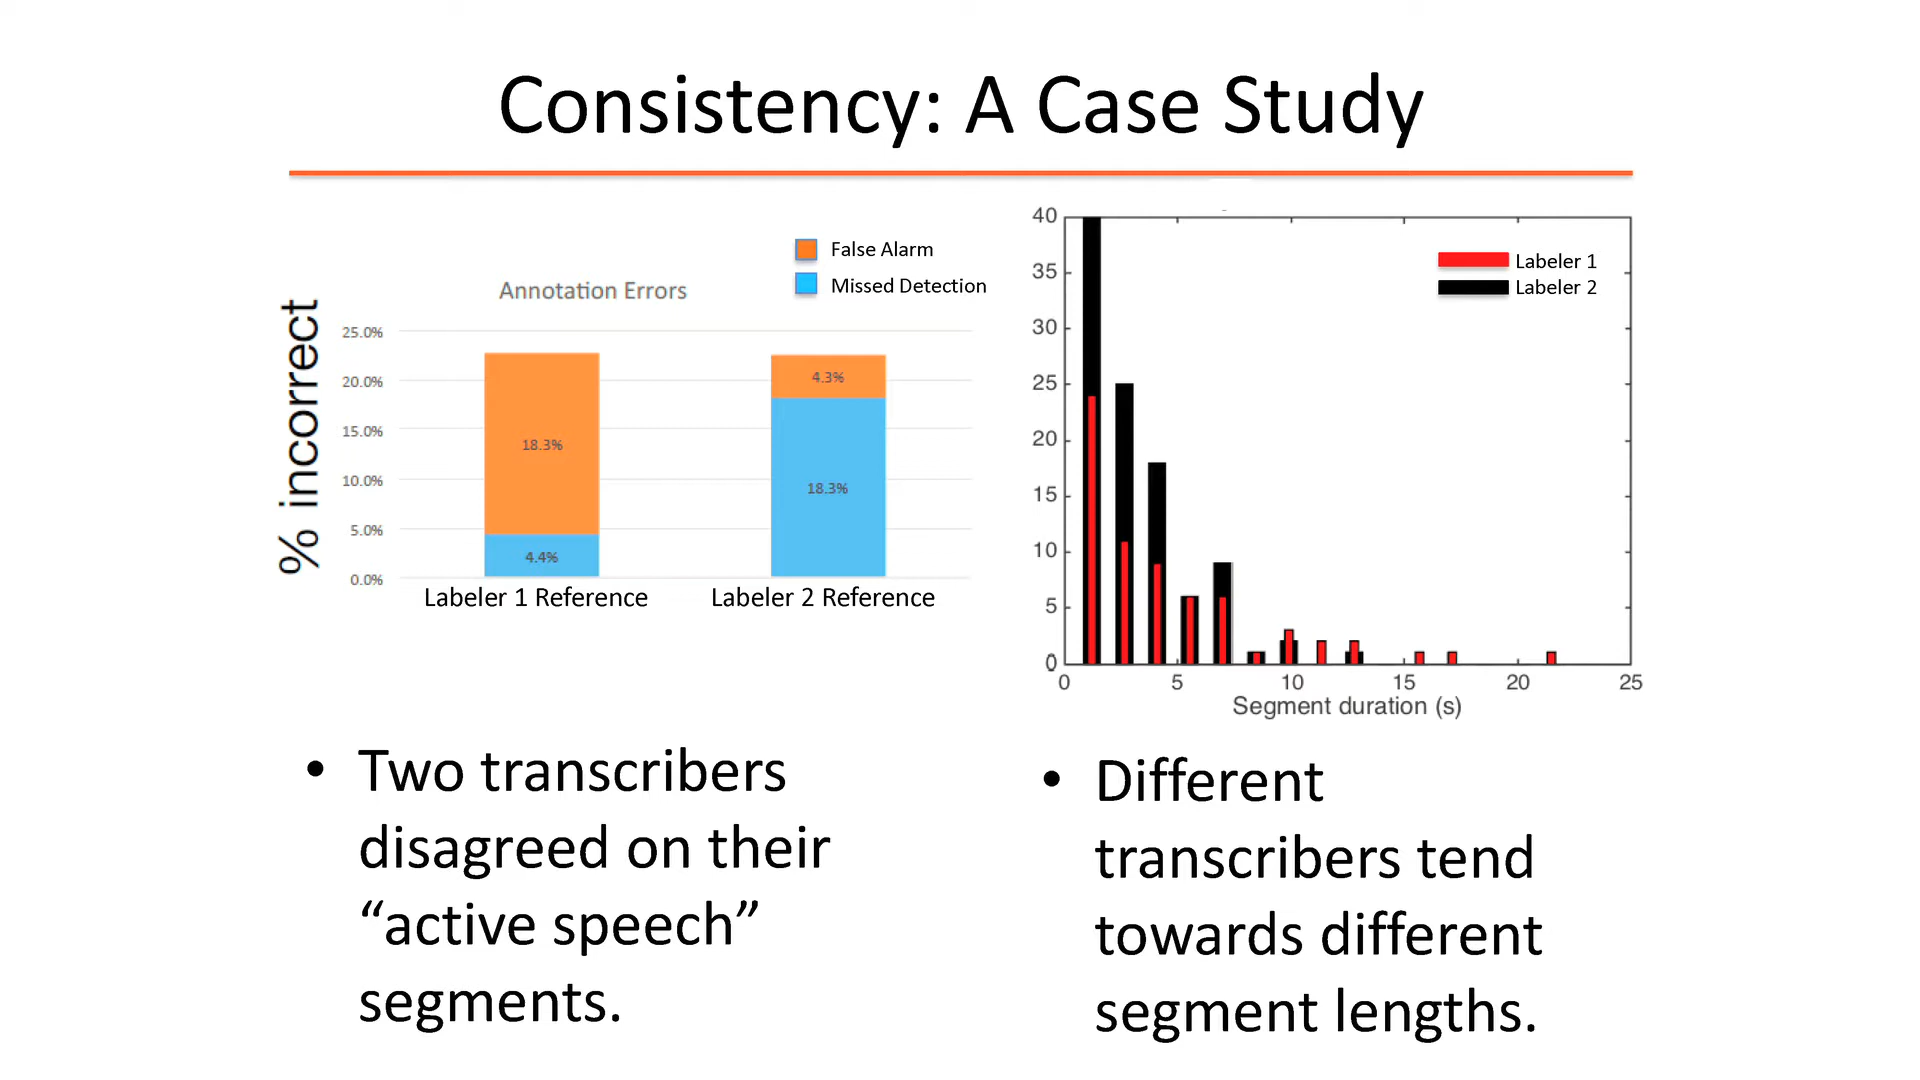 Consistency: A Case Study
False Alarm
Missed Detection
Annotation Errors
% incorrect
25.0%
20.0%
15.0%
10.0%
5.0%
0.0%
18.3%
4.4%
4.3%
18.3%
Labeler 1 Reference
Labeler 2 Reference
Labeler 1
Labeler 2
40
35
30
25
20
15
10
5
0
0 5 10 15 20 25
Segment duration (s)
• Two transcribers
disagreed on their
“active speech”
segments.
• Different
transcribers tend
towards different
segment lengths.